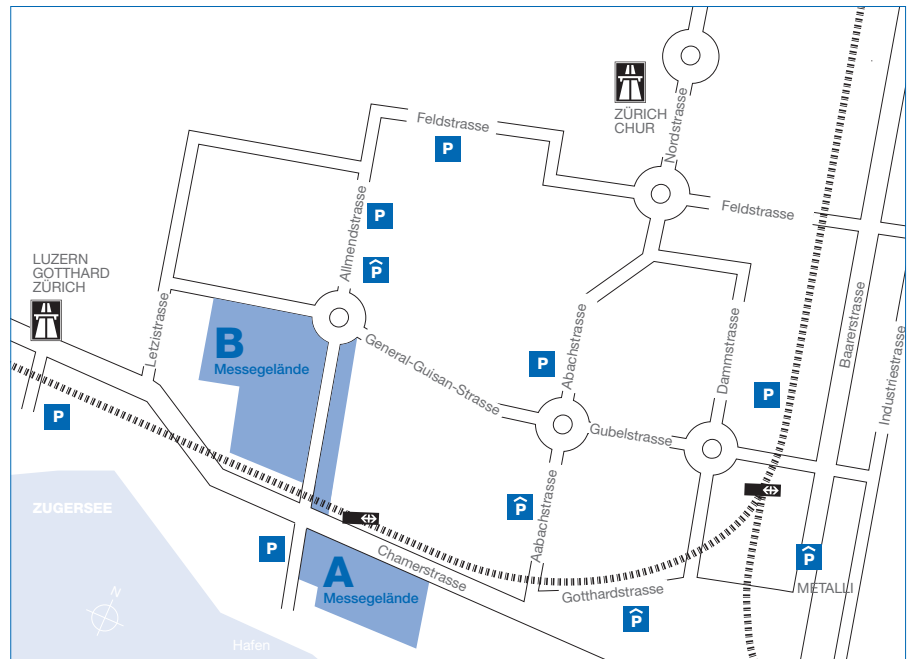 Feldstrasse
P
Nordstrasse
ZÜRICH
CHUR
Feldstrasse
P
Allmendstrasse
P
LUZERN
GOTTHARD
ZÜRICH
Letzistrasse
B
Messegelände
General-Guisan-Strasse
Abachstrasse
P
Dammstrasse
Baarerstrasse
Industriestrasse
P
P
Gubelstrasse
ZUGERSEE
P
Aabachstrasse
P
Chamerstrasse
A
Messegelände
P
METALLI
Gotthardstrasse
P
N
Hafen